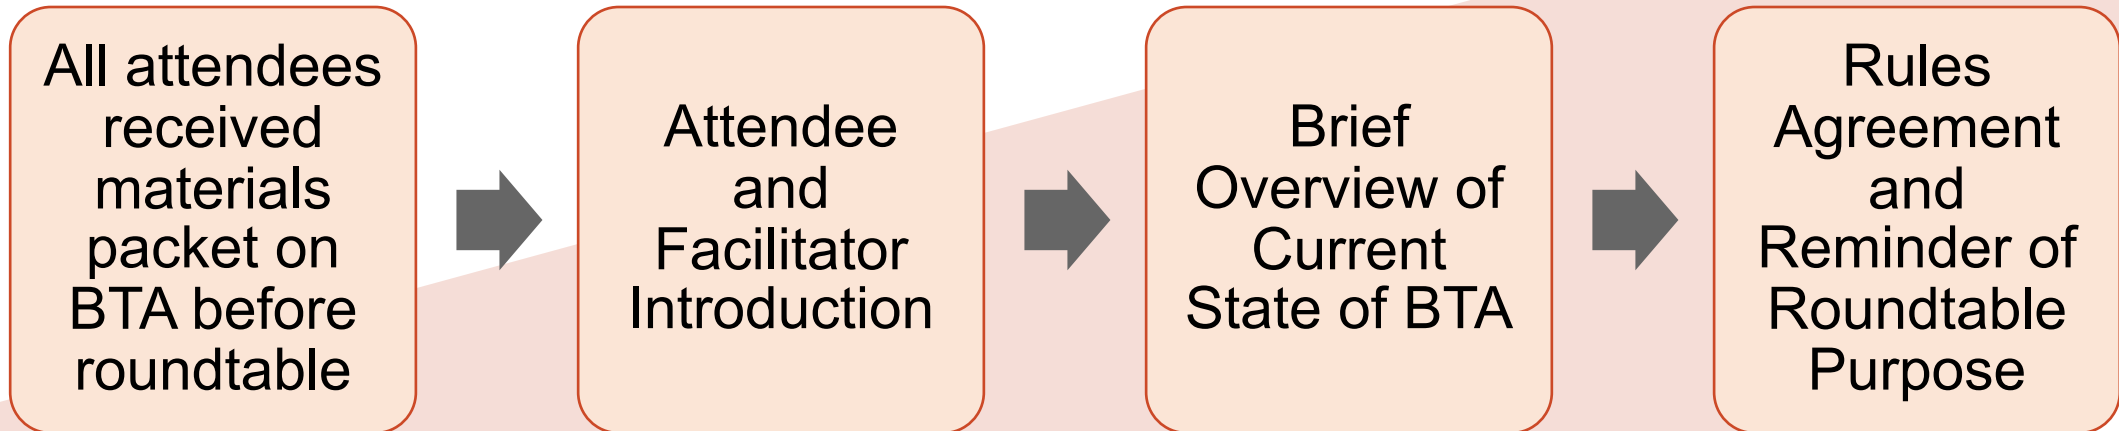 All attendees
received
materials
packet on
BTA before
roundtable
Attendee
and
Facilitator
Introduction
Brief
Overview of
Current
State of BTA
Rules
Agreement
and
Reminder of
Roundtable
Purpose